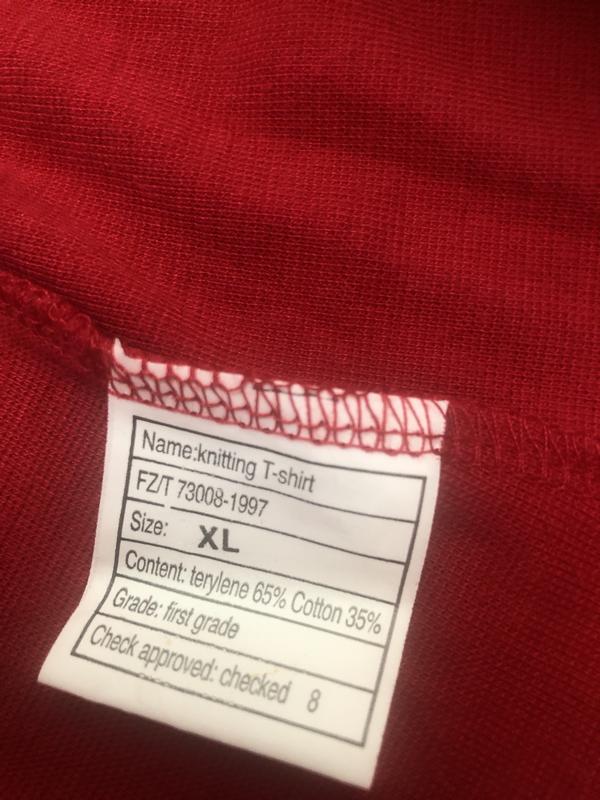 Name:knitting T-shirt
FZ/T 73008-1997
Size: XL
Content: terylene 65% Cotton 35%
Grade: first grade
Check approved: checked 8